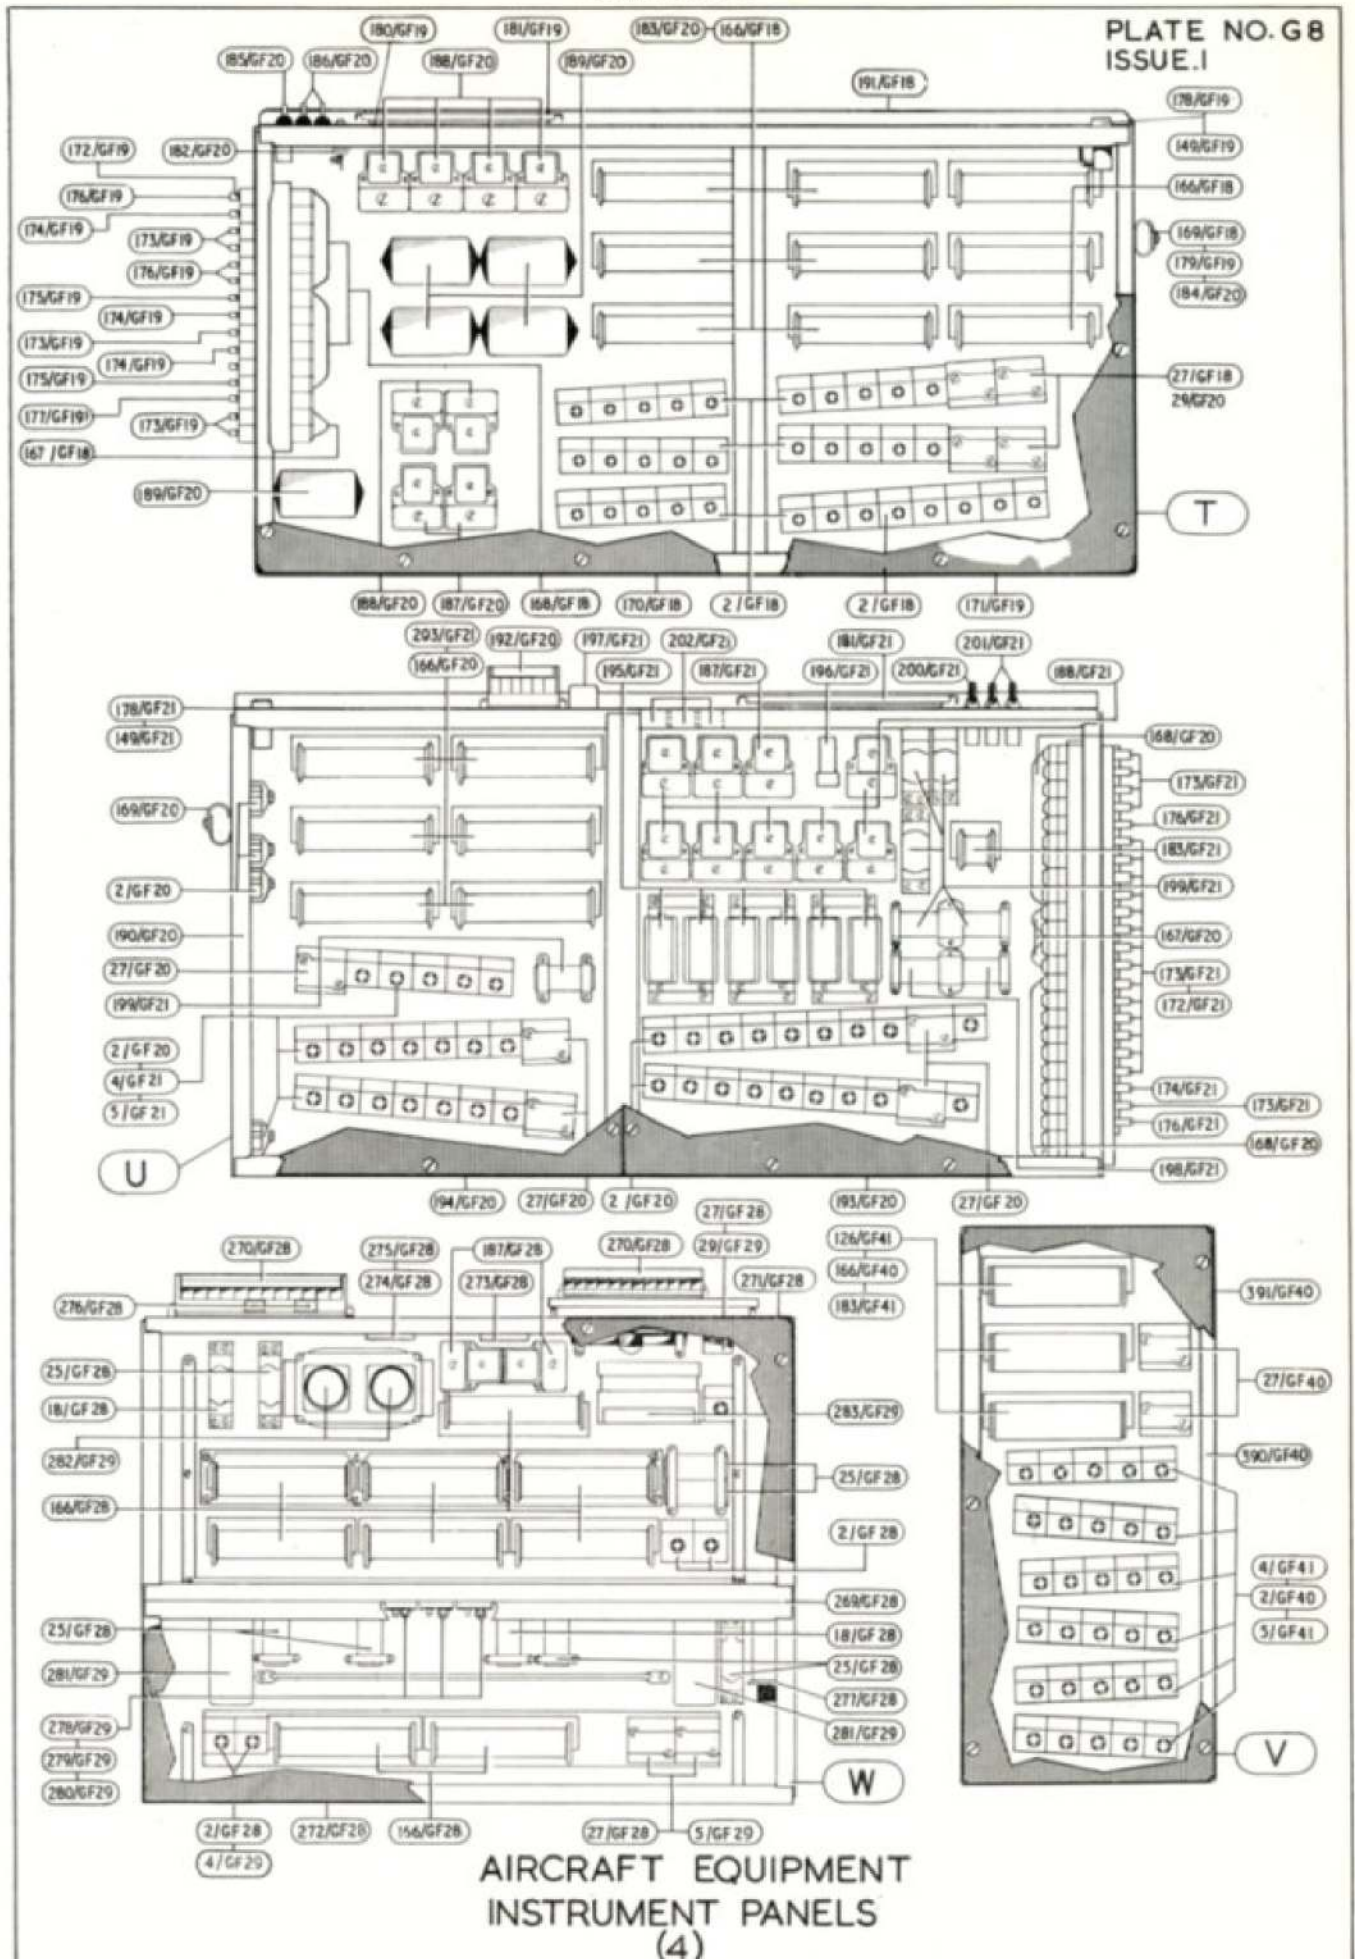 PLATE NO. G8
ISSUE.1
180/GF19
181/GF19
183/GF20
166/GF18
185/GF20
186/GF20
188/GF20
189/GF20
191/GF18
178/GF19
149/GF19
166/GF18
169/GF18
179/GF19
184/GF20
27/GF18
29/GF20
172/GF19
182/GF20
176/GF19
174/GF19
173/GF19
176/GF19
175/GF19
174/GF19
173/GF19
174/GF19
175/GF19
177/GF19
173/GF19
167/GF18
189/GF20
T
188/GF20
187/GF20
168/GF18
170/GF18
2/GF18
2/GF18
171/GF19
203/GF21
166/GF20
192/GF20
197/GF21
202/GF21
181/GF21
201/GF21
195/GF21
187/GF21
196/GF21
200/GF21
188/GF21
178/GF21
149/GF21
169/GF20
2/GF20
190/GF20
27/GF20
199/GF21
2/GF20
4/GF21
5/GF21
U
168/GF20
173/GF21
176/GF21
183/GF21
199/GF21
167/GF20
173/GF21
172/GF21
174/GF21
173/GF21
176/GF21
168/GF20
198/GF21
194/GF20
27/GF20
2/GF20
193/GF20
27/GF20
270/GF28
275/GF28
274/GF28
187/GF28
273/GF28
270/GF28
27/GF28
29/GF29
271/GF28
276/GF28
25/GF28
18/GF28
282/GF29
166/GF28
283/GF29
25/GF28
2/GF28
269/GF28
25/GF28
281/GF29
278/GF29
279/GF29
280/GF29
18/GF28
25/GF28
277/GF28
281/GF29
W
2/GF28
4/GF29
272/GF28
166/GF28
27/GF28
5/GF29
126/GF41
166/GF40
183/GF41
391/GF40
27/GF40
390/GF40
4/GF41
2/GF40
5/GF41
V
AIRCRAFT EQUIPMENT
INSTRUMENT PANELS
(4)